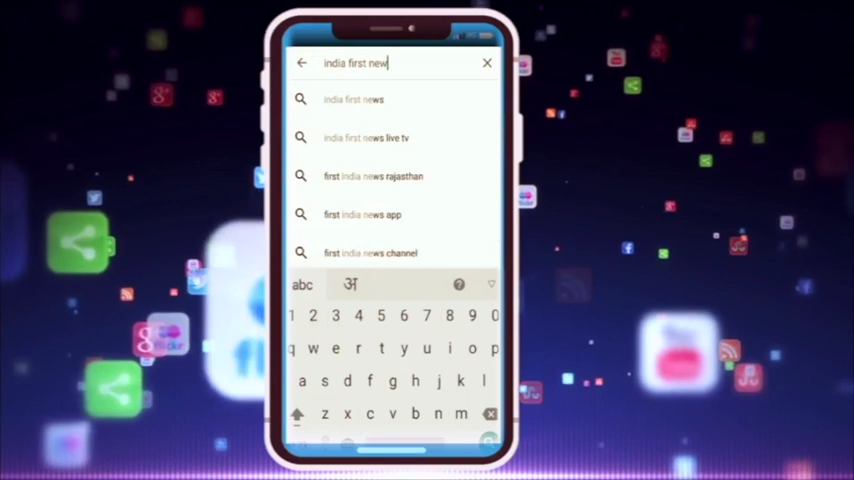 india first new
india first news
india first news live tv
first india news rajasthan
first india news app
first india news channel
abc अ ?
1 2 3 4 5 6 7 8 9 0
q w e r t y u i o p
a s d f g h j k l
z x c v b n m
flickr